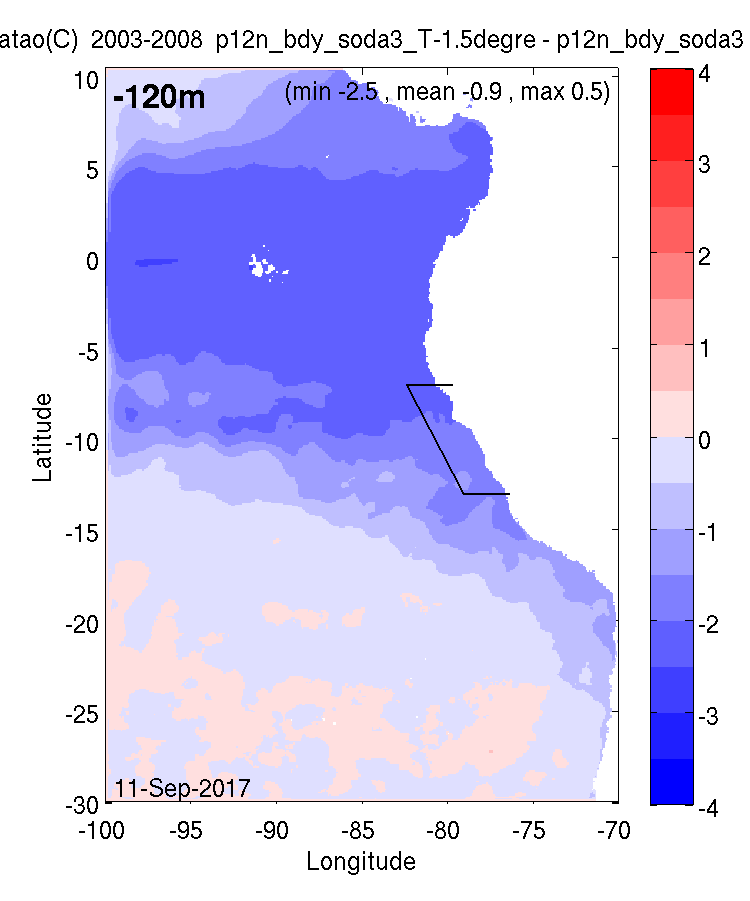 atao(C) 2003-2008 p12n_bdy_soda3_T-1.5degre - p12n_bdy_soda3
-120m
(min -2.5 , mean -0.9 , max 0.5)
10
5
0
-5
-10
-15
-20
-25
-30
Latitude
11-Sep-2017
-100 -95 -90 -85 -80 -75 -70
Longitude
4
3
2
1
0
-1
-2
-3
-4